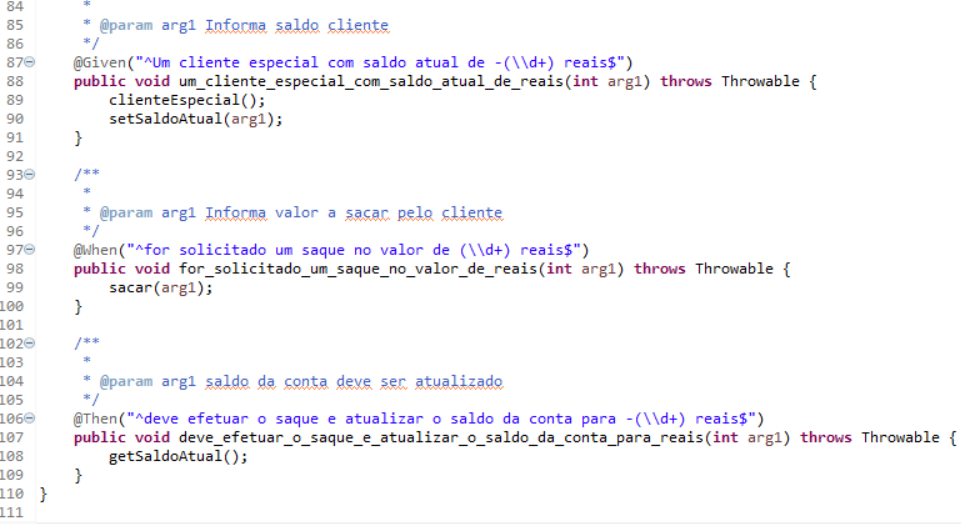 84 *
85 * @param arg1 Informa saldo cliente
86 */
87 @Given("^Um cliente especial com saldo atual de -(\\d+) reais$")
88 public void um_cliente_especial_com_saldo_atual_de_reais(int arg1) throws Throwable {
89 clienteEspecial();
90 setSaldoAtual(arg1);
91 }
92
93 /**
94 *
95 * @param arg1 Informa valor a sacar pelo cliente
96 */
97 @When("^for solicitado um saque no valor de (\\d+) reais$")
98 public void for_solicitado_um_saque_no_valor_de_reais(int arg1) throws Throwable {
99 sacar(arg1);
100 }
101
102 /**
103 *
104 * @param arg1 saldo da conta deve ser atualizado
105 */
106 @Then("^deve efetuar o saque e atualizar o saldo da conta para -(\\d+) reais$")
107 public void deve_efetuar_o_saque_e_atualizar_o_saldo_da_conta_para_reais(int arg1) throws Throwable {
108 getSaldoAtual();
109 }
110 }
111